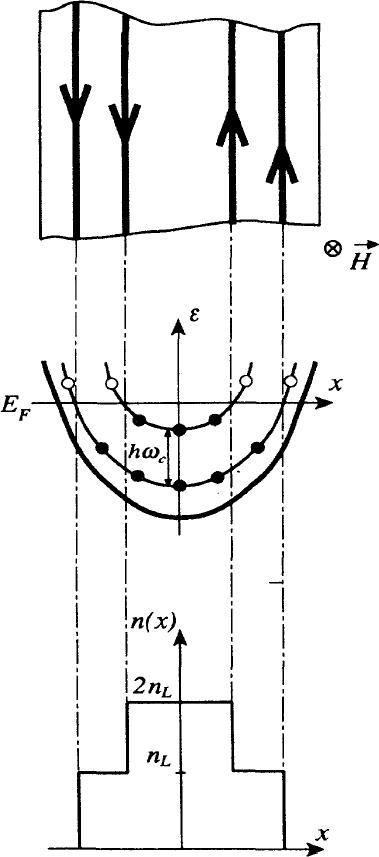 ⊗ H⃗
ε
x
E_F
hω_c
n(x)
2n_L
n_L
x